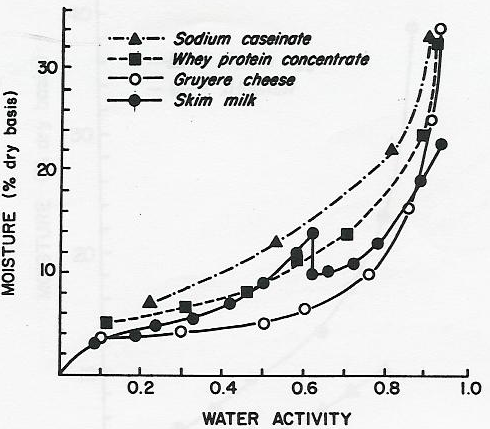 Sodium caseinate
Whey protein concentrate
Gruyere cheese
Skim milk
MOISTURE (% dry basis)
30
20
10
0.2
0.4
0.6
0.8
1.0
WATER ACTIVITY